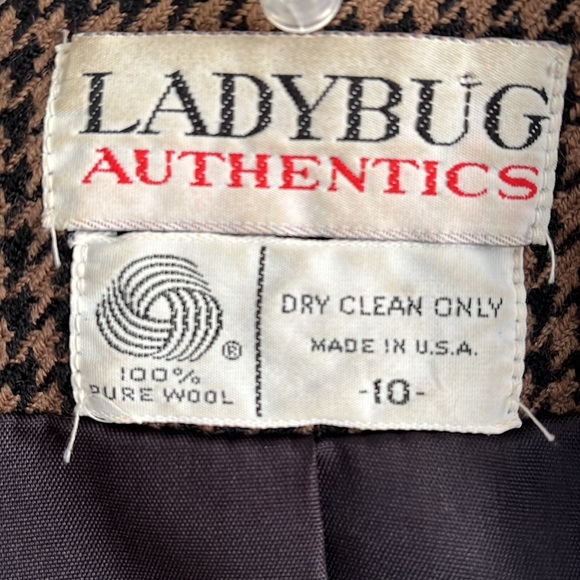 LADYBUG
AUTHENTICS
®
100%
PURE WOOL
DRY CLEAN ONLY
MADE IN U.S.A.
-10-